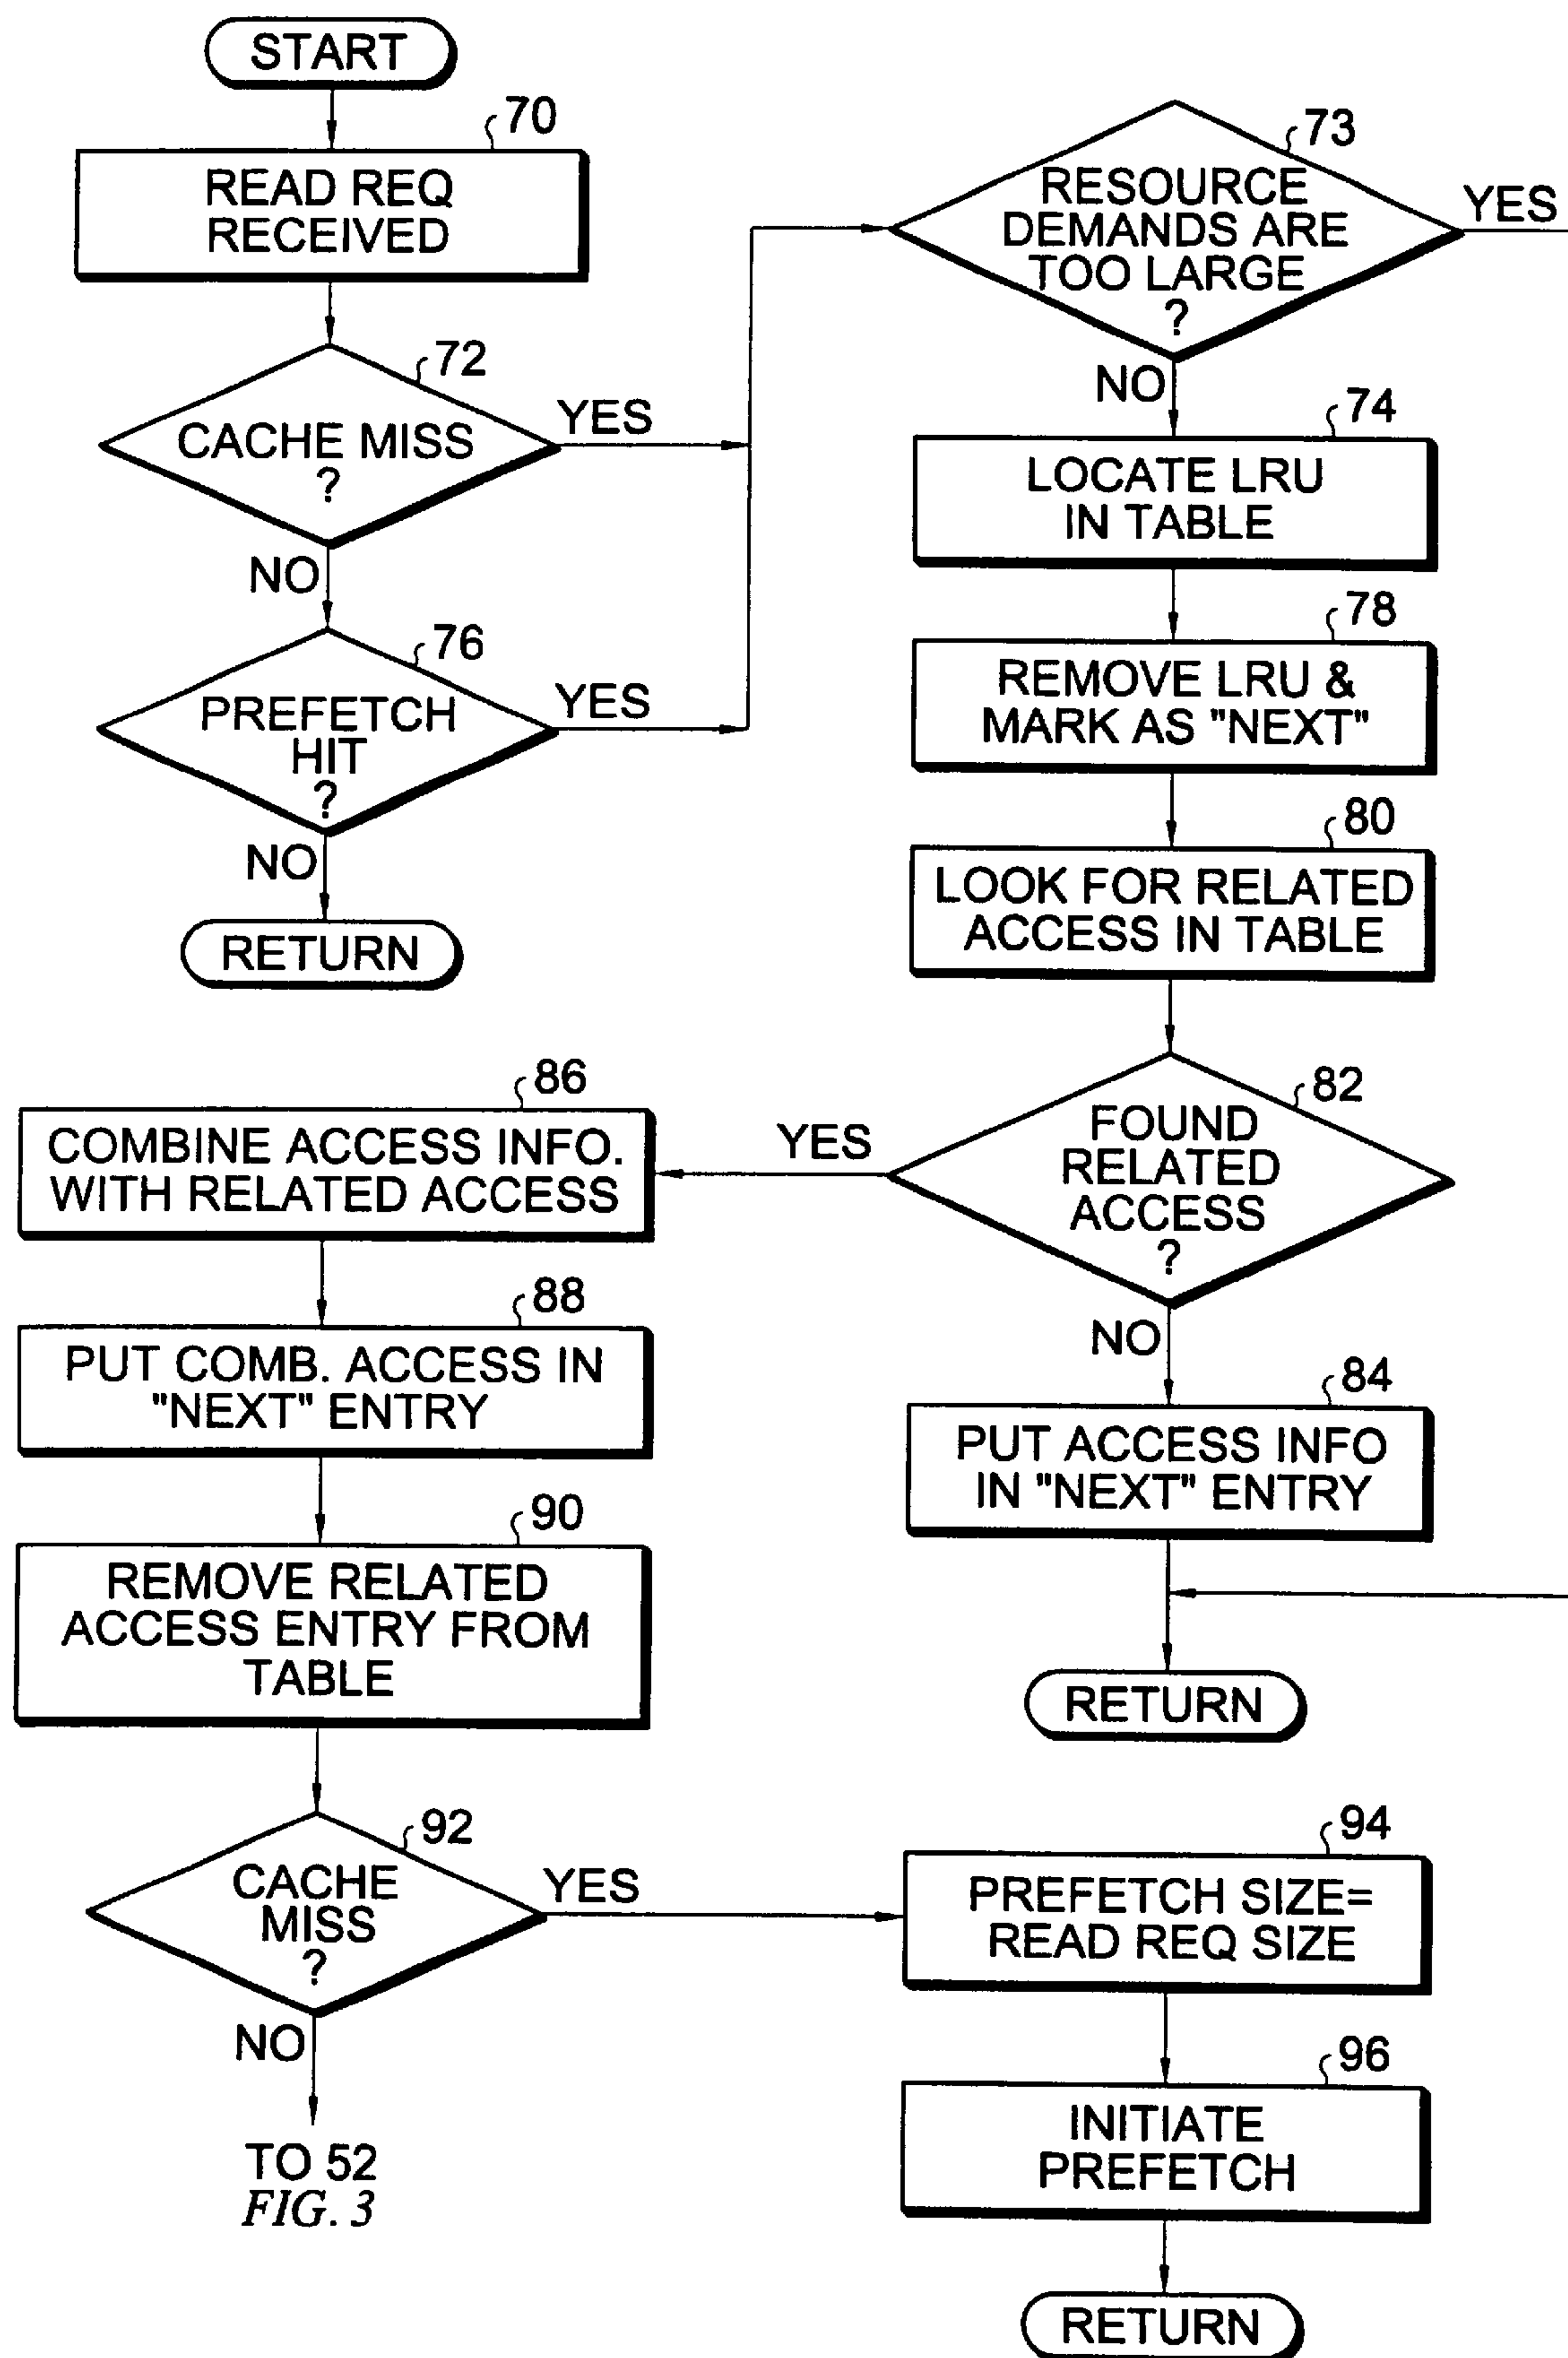 START
70
READ REQ
RECEIVED
72
CACHE MISS
?
YES
NO
76
PREFETCH
HIT
?
YES
NO
RETURN
73
RESOURCE
DEMANDS ARE
TOO LARGE
?
YES
NO
74
LOCATE LRU
IN TABLE
78
REMOVE LRU &
MARK AS "NEXT"
80
LOOK FOR RELATED
ACCESS IN TABLE
82
FOUND
RELATED
ACCESS
?
YES
NO
84
PUT ACCESS INFO
IN "NEXT" ENTRY
RETURN
86
COMBINE ACCESS INFO.
WITH RELATED ACCESS
88
PUT COMB. ACCESS IN
"NEXT" ENTRY
90
REMOVE RELATED
ACCESS ENTRY FROM
TABLE
92
CACHE
MISS
?
YES
NO
TO 52
FIG. 3
94
PREFETCH SIZE=
READ REQ SIZE
96
INITIATE
PREFETCH
RETURN